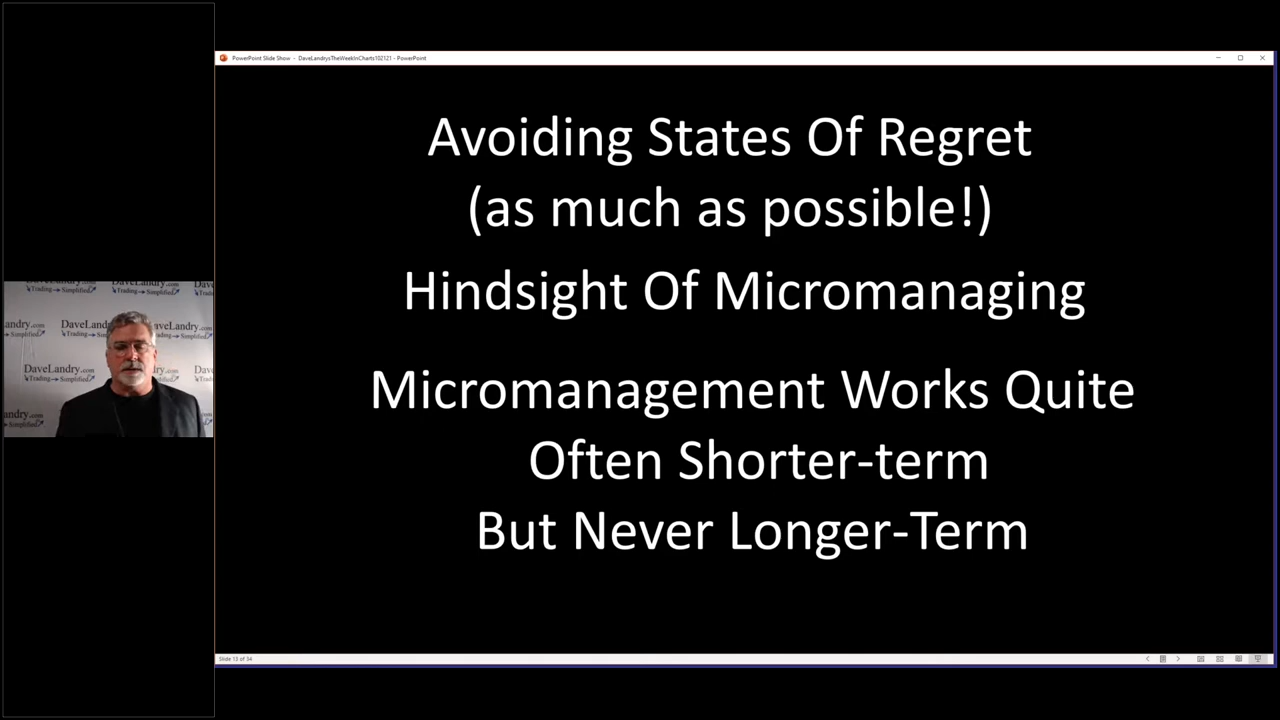 PowerPoint Slide Show - DaveLandrysTheWeekInCharts102121 - PowerPoint
Avoiding States Of Regret
(as much as possible!)
Hindsight Of Micromanaging
Micromanagement Works Quite
Often Shorter-term
But Never Longer-Term
DaveLandry.com
Trading Simplified
Slide 13 of 34